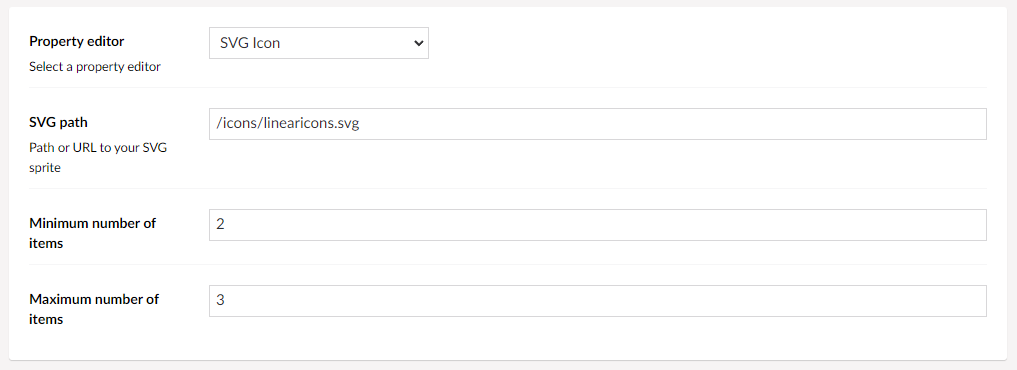 Property editor
SVG Icon
Select a property editor
SVG path
/icons/linearicons.svg
Path or URL to your SVG
sprite
Minimum number of
items
2
Maximum number of
items
3